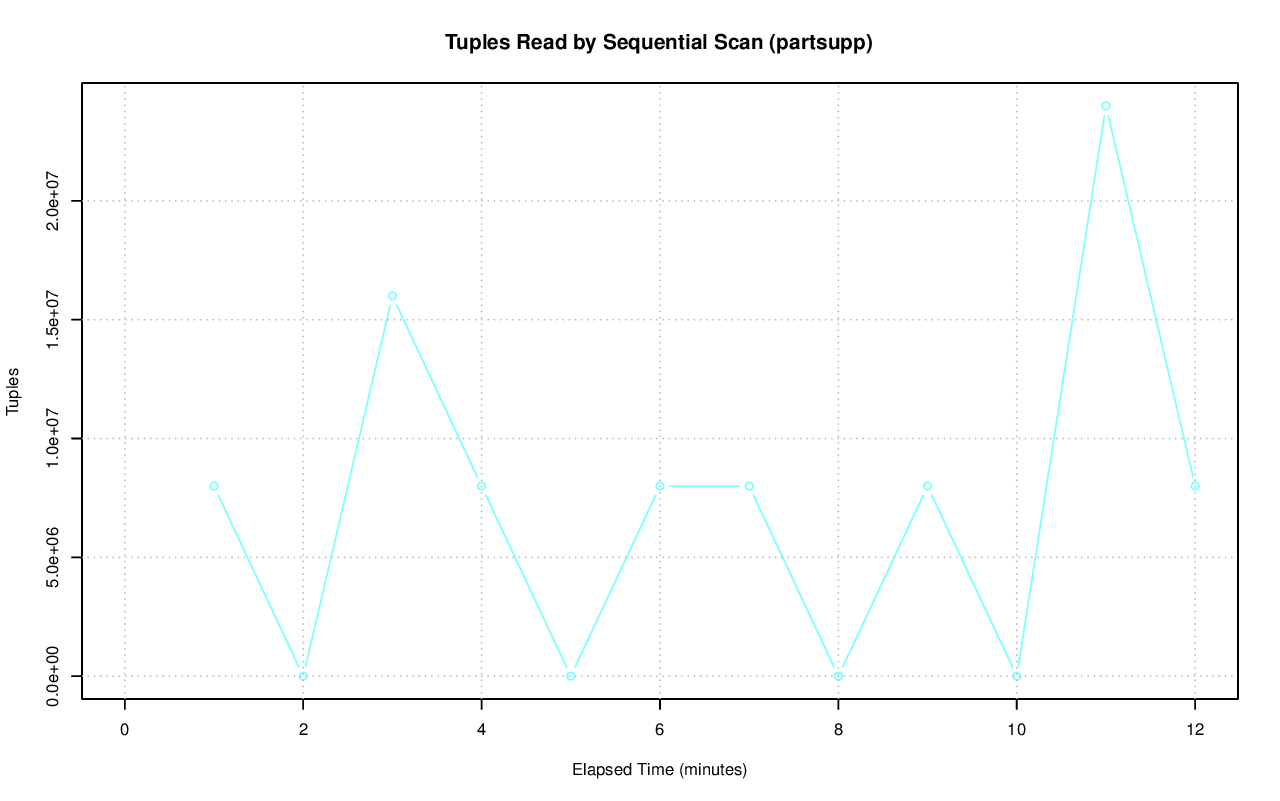 Tuples Read by Sequential Scan (partsupp)
2.0e+07
1.5e+07
1.0e+07
5.0e+06
0.0e+00
Tuples
0 2 4 6 8 10 12
Elapsed Time (minutes)